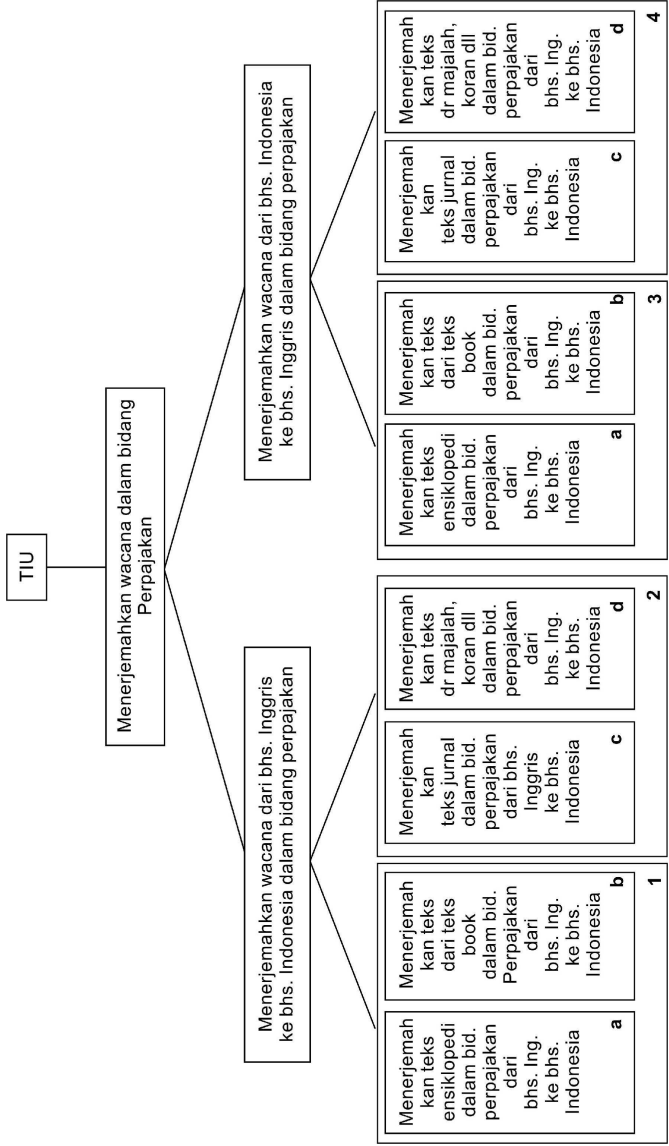 TIU
Menerjemahkan wacana dalam bidang
Perpajakan
Menerjemahkan wacana dari bhs. Inggris
ke bhs. Indonesia dalam bidang perpajakan
Menerjemahkan wacana dari bhs. Indonesia
ke bhs. Inggris dalam bidang perpajakan
Menerjemah
kan teks
ensiklopedi
dalam bid.
perpajakan
dari
bhs. Ing.
ke bhs.
Indonesia
a
Menerjemah
kan teks
dari teks
book
dalam bid.
Perpajakan
dari
bhs. Ing.
ke bhs.
Indonesia
b
1
Menerjemah
kan
teks jurnal
dalam bid.
perpajakan
dari bhs.
Inggris
ke bhs.
Indonesia
c
Menerjemah
kan teks
dr majalah,
koran dll
dalam bid.
perpajakan
dari
bhs. Ing.
ke bhs.
Indonesia
d
2
Menerjemah
kan teks
ensiklopedi
dalam bid.
perpajakan
dari
bhs. Ing.
ke bhs.
Indonesia
a
Menerjemah
kan teks
dari teks
book
dalam bid.
perpajakan
dari
bhs. Ing.
ke bhs.
Indonesia
b
3
Menerjemah
kan
teks jurnal
dalam bid.
perpajakan
dari
bhs. Ing.
ke bhs.
Indonesia
c
Menerjemah
kan teks
dr majalah,
koran dll
dalam bid.
perpajakan
dari
bhs. Ing.
ke bhs.
Indonesia
d
4